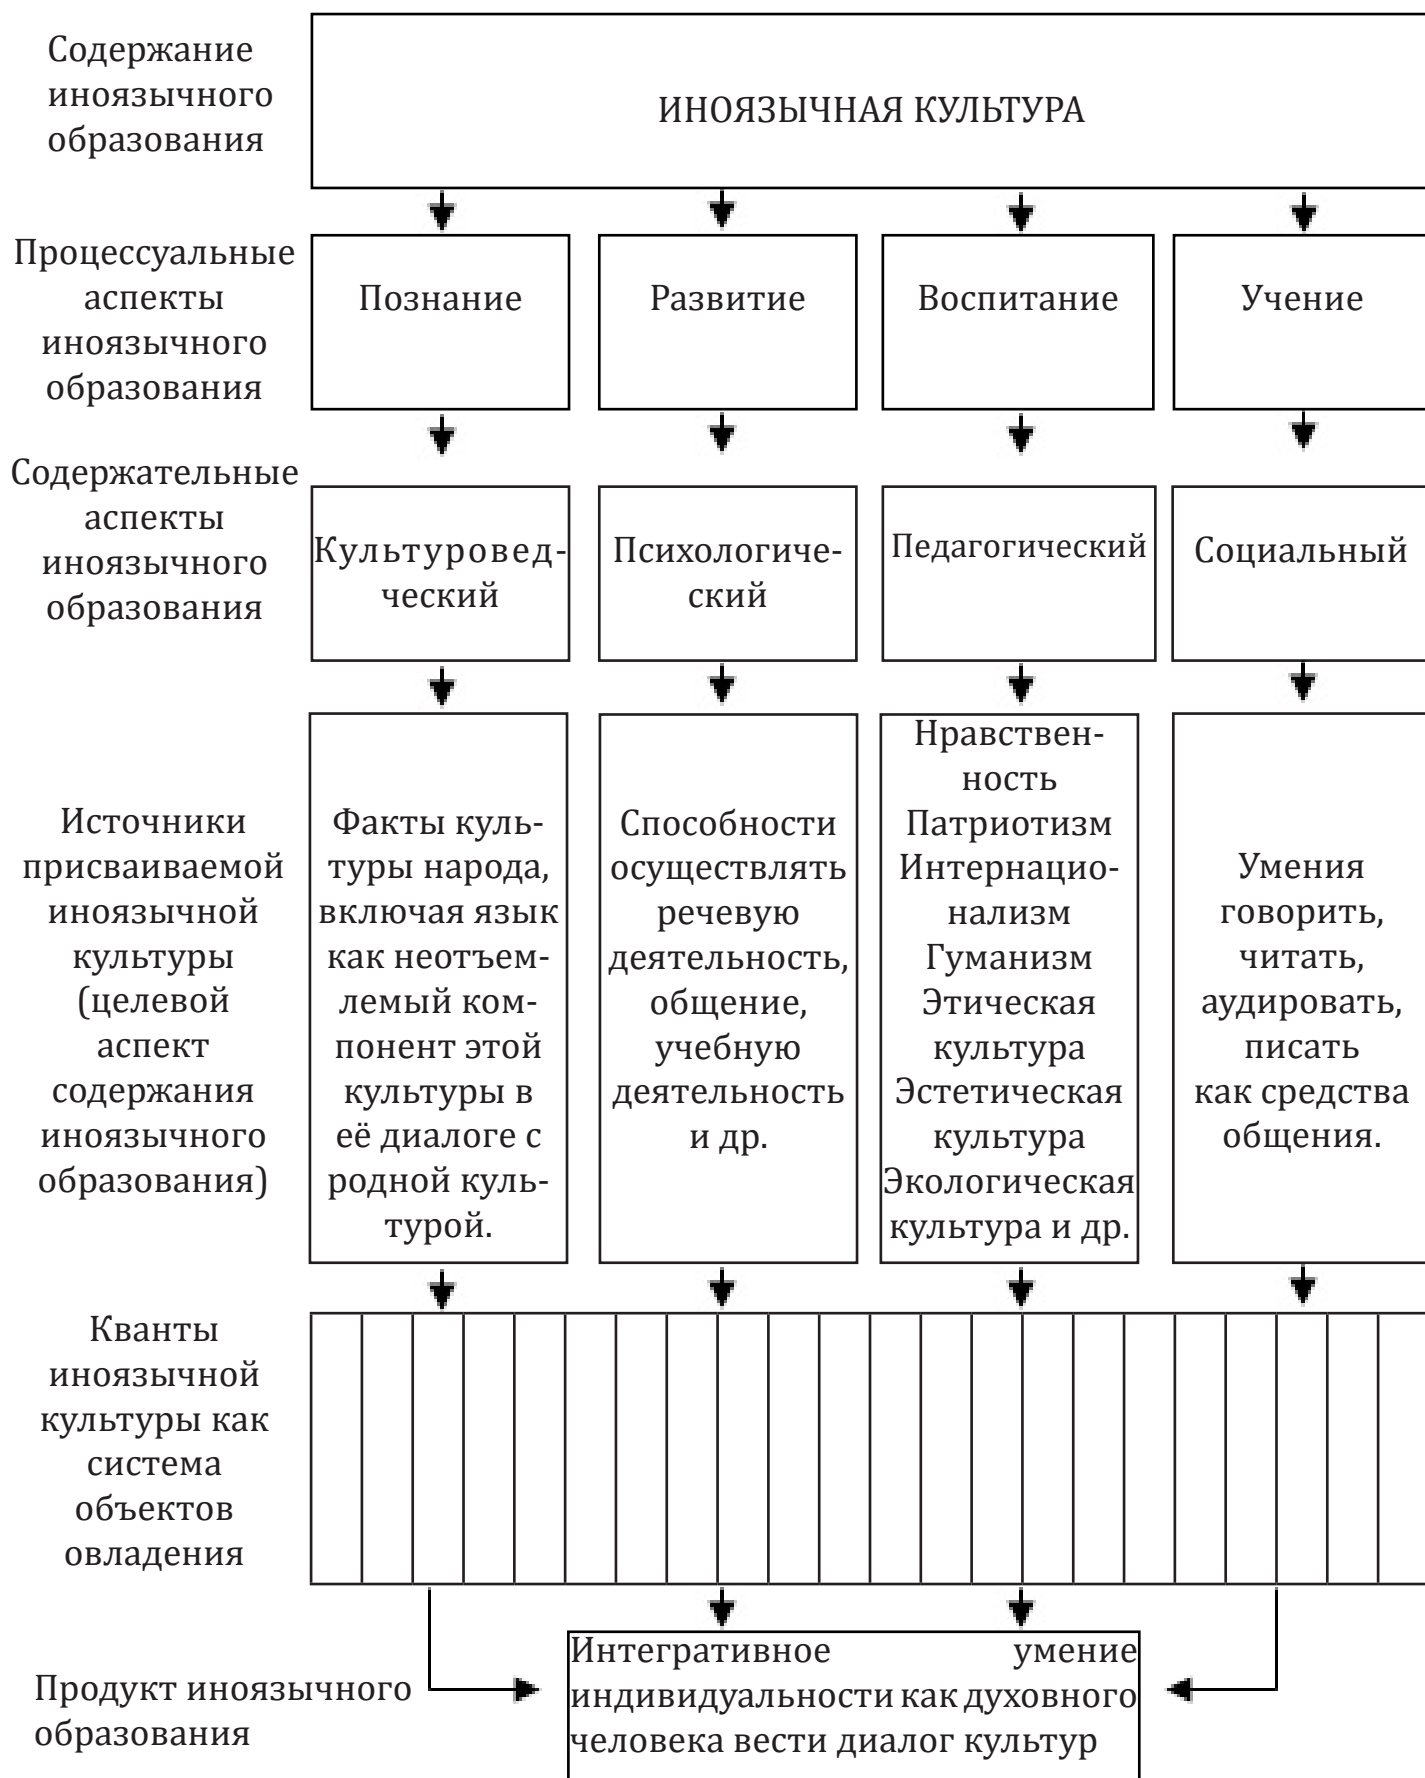 Содержание
иноязычного
образования
ИНОЯЗЫЧНАЯ КУЛЬТУРА
Процессуальные
аспекты
иноязычного
образования
Познание
Развитие
Воспитание
Учение
Содержательные
аспекты
иноязычного
образования
Культуровед-
ческий
Психологиче-
ский
Педагогический
Социальный
Источники
присваиваемой
иноязычной
культуры
(целевой
аспект
содержания
иноязычного
образования)
Факты куль-
туры народа,
включая язык
как неотъем-
лемый ком-
понент этой
культуры в
её диалоге с
родной куль-
турой.
Способности
осуществлять
речевую
деятельность,
общение,
учебную
деятельность
и др.
Нравствен-
ность
Патриотизм
Интернацио-
нализм
Гуманизм
Этическая
культура
Эстетическая
культура
Экологическая
культура и др.
Умения
говорить,
читать,
аудировать,
писать
как средства
общения.
Кванты
иноязычной
культуры как
система
объектов
овладения
Продукт иноязычного
образования
Интегративное умение
индивидуальности как духовного
человека вести диалог культур